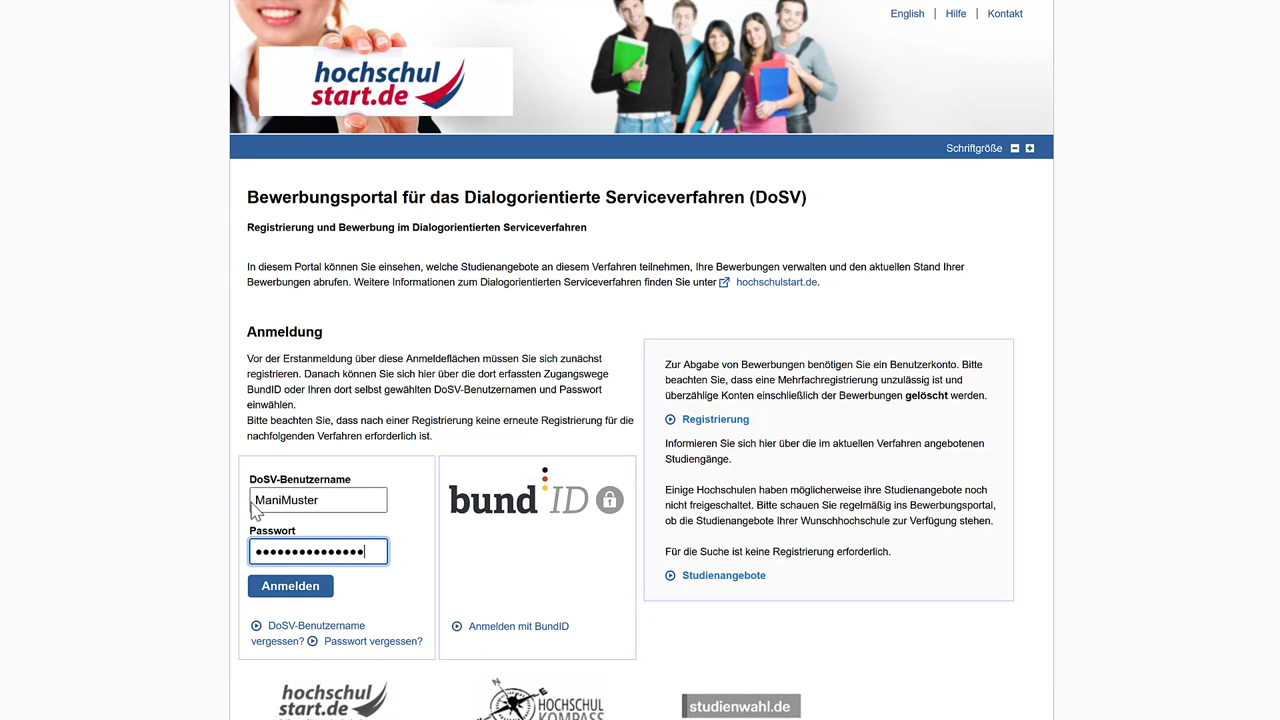 English | Hilfe | Kontakt
hochschul
start.de
Schriftgröße
Bewerbungsportal für das Dialogorientierte Serviceverfahren (DoSV)
Registrierung und Bewerbung im Dialogorientierten Serviceverfahren
In diesem Portal können Sie einsehen, welche Studienangebote an diesem Verfahren teilnehmen, Ihre Bewerbungen verwalten und den aktuellen Stand Ihrer
Bewerbungen abrufen. Weitere Informationen zum Dialogorientierten Serviceverfahren finden Sie unter hochschulstart.de.
Anmeldung
Vor der Erstanmeldung über diese Anmeldeflächen müssen Sie sich zunächst
registrieren. Danach können Sie sich hier über die dort erfassten Zugangswege
BundID oder Ihren dort selbst gewählten DoSV-Benutzernamen und Passwort
einwählen.
Bitte beachten Sie, dass nach einer Registrierung keine erneute Registrierung für die
nachfolgenden Verfahren erforderlich ist.
DoSV-Benutzername
ManiMuster
Passwort
•••••••••••••••
Anmelden
DoSV-Benutzername
vergessen? Passwort vergessen?
bund ID
Anmelden mit BundID
Zur Abgabe von Bewerbungen benötigen Sie ein Benutzerkonto. Bitte
beachten Sie, dass eine Mehrfachregistrierung unzulässig ist und
überzählige Konten einschließlich der Bewerbungen gelöscht werden.
Registrierung
Informieren Sie sich hier über die im aktuellen Verfahren angebotenen
Studiengänge.
Einige Hochschulen haben möglicherweise ihre Studienangebote noch
nicht freigeschaltet. Bitte schauen Sie regelmäßig ins Bewerbungsportal,
ob die Studienangebote Ihrer Wunschhochschule zur Verfügung stehen.
Für die Suche ist keine Registrierung erforderlich.
Studienangebote
hochschul
start.de
N E
HOCHSCHUL
KOMPASS
studienwahl.de